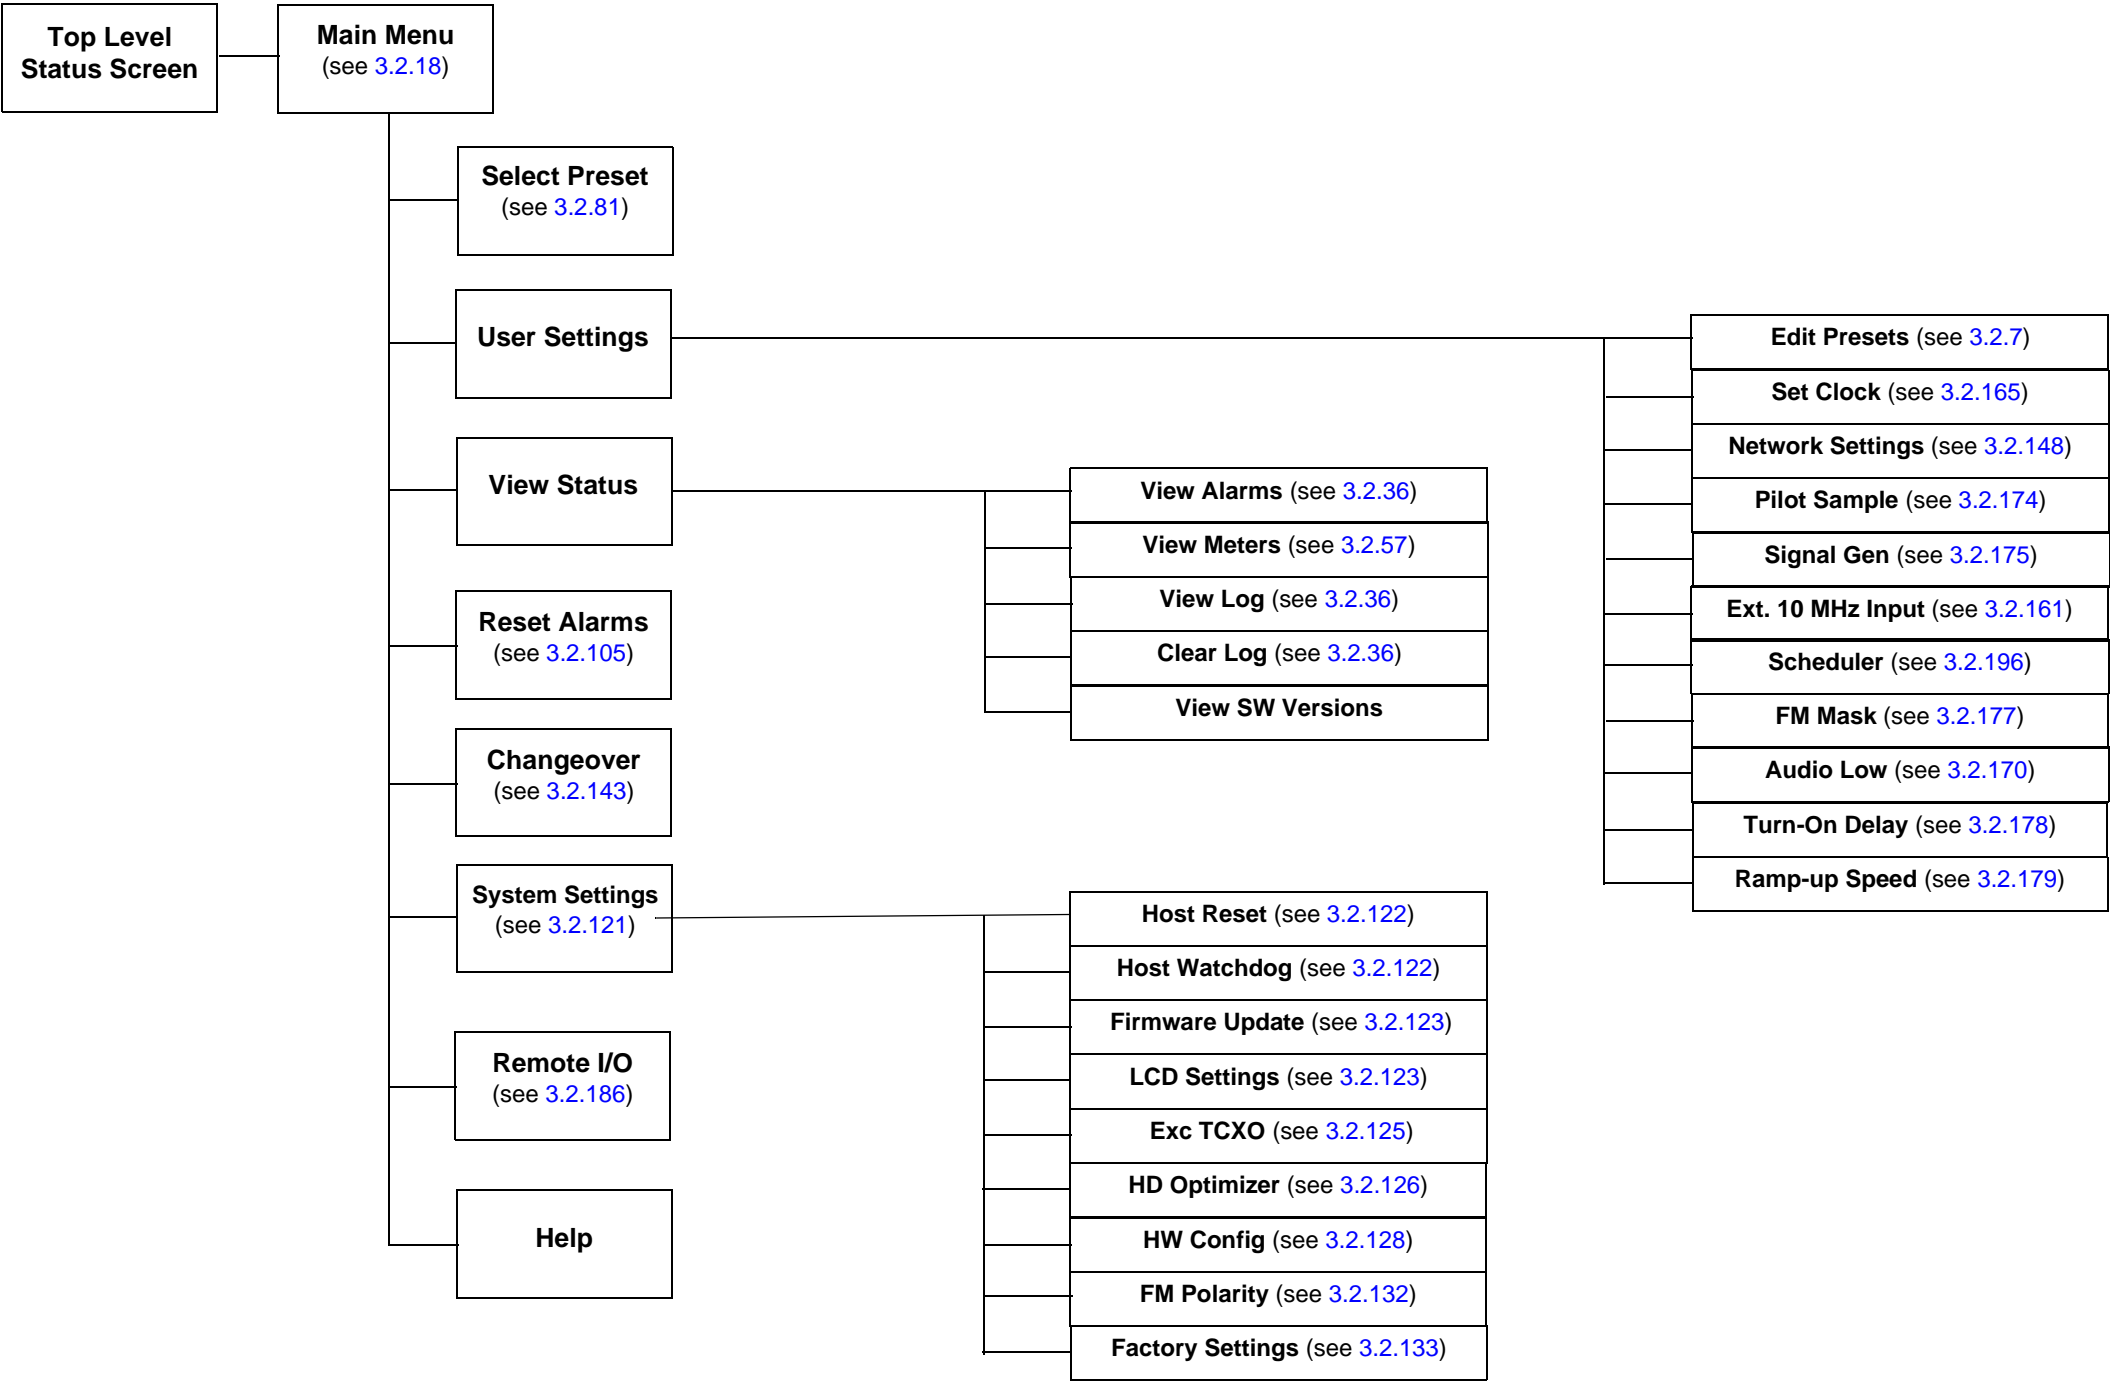 Top Level
Status Screen
Main Menu
(see 3.2.18)
Select Preset
(see 3.2.81)
User Settings
View Status
Reset Alarms
(see 3.2.105)
Changeover
(see 3.2.143)
System Settings
(see 3.2.121)
Remote I/O
(see 3.2.186)
Help
View Alarms (see 3.2.36)
View Meters (see 3.2.57)
View Log (see 3.2.36)
Clear Log (see 3.2.36)
View SW Versions
Host Reset (see 3.2.122)
Host Watchdog (see 3.2.122)
Firmware Update (see 3.2.123)
LCD Settings (see 3.2.123)
Exc TCXO (see 3.2.125)
HD Optimizer (see 3.2.126)
HW Config (see 3.2.128)
FM Polarity (see 3.2.132)
Factory Settings (see 3.2.133)
Edit Presets (see 3.2.7)
Set Clock (see 3.2.165)
Network Settings (see 3.2.148)
Pilot Sample (see 3.2.174)
Signal Gen (see 3.2.175)
Ext. 10 MHz Input (see 3.2.161)
Scheduler (see 3.2.196)
FM Mask (see 3.2.177)
Audio Low (see 3.2.170)
Turn-On Delay (see 3.2.178)
Ramp-up Speed (see 3.2.179)